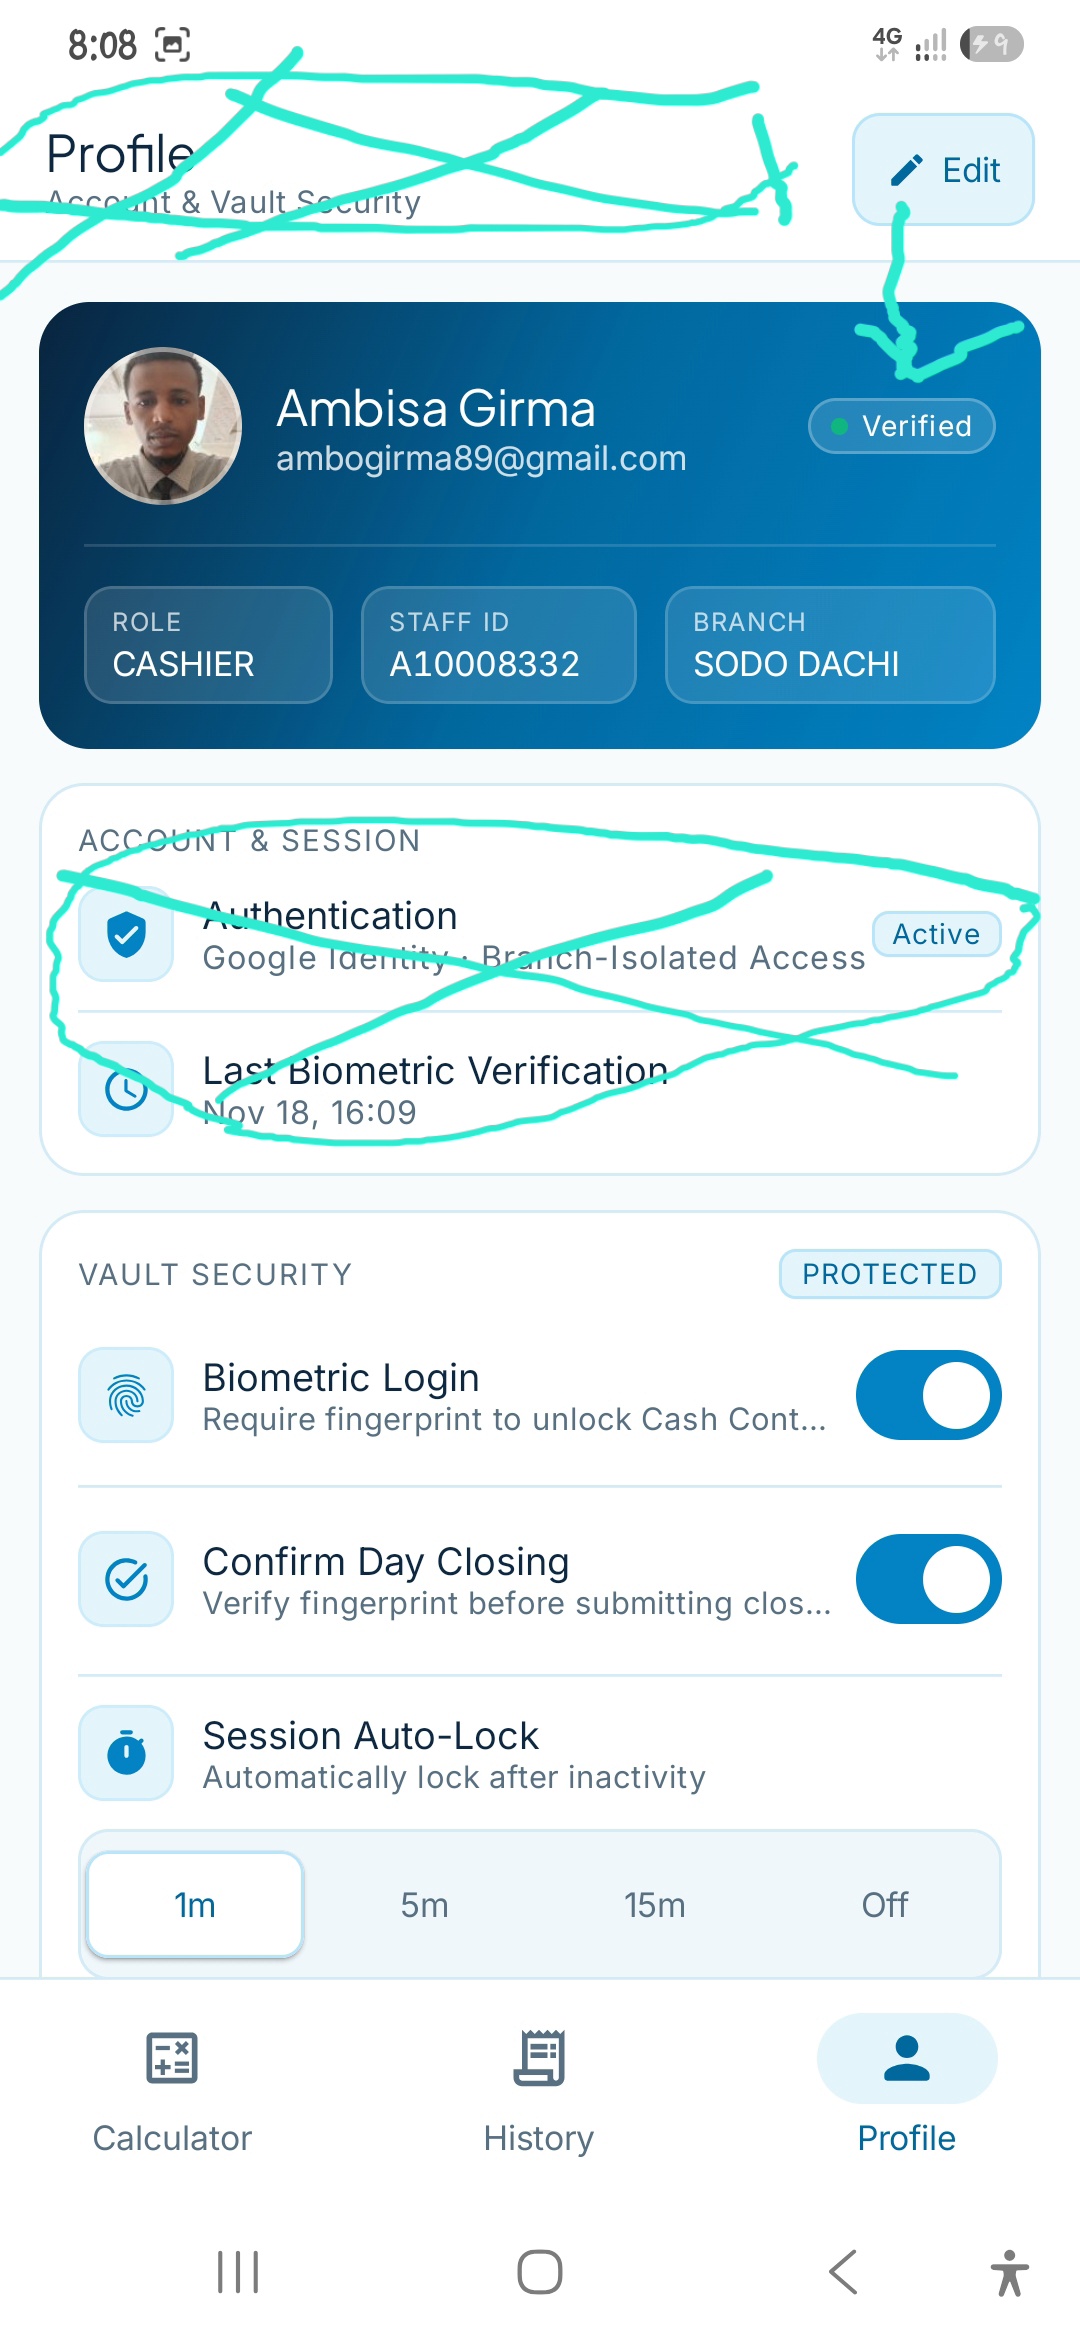 8:08
4G
9
Profile
Account & Vault Security
Edit
Ambisa Girma
ambogirma89@gmail.com
Verified
ROLE
CASHIER
STAFF ID
A10008332
BRANCH
SODO DACHI
ACCOUNT & SESSION
Authentication
Google Identity · Branch-Isolated Access
Active
Last Biometric Verification
Nov 18, 16:09
VAULT SECURITY
PROTECTED
Biometric Login
Require fingerprint to unlock Cash Cont...
Confirm Day Closing
Verify fingerprint before submitting clos...
Session Auto-Lock
Automatically lock after inactivity
1m
5m
15m
Off
Calculator
History
Profile